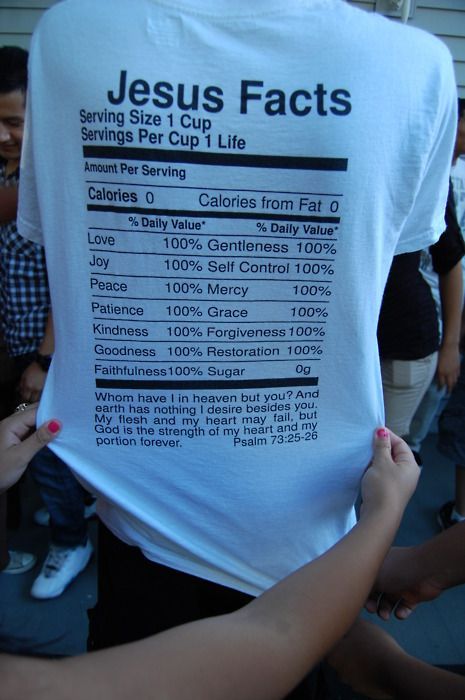 Jesus Facts
Serving Size 1 Cup
Servings Per Cup 1 Life
Amount Per Serving
Calories 0 Calories from Fat 0
% Daily Value* % Daily Value*
Love 100% Gentleness 100%
Joy 100% Self Control 100%
Peace 100% Mercy 100%
Patience 100% Grace 100%
Kindness 100% Forgiveness 100%
Goodness 100% Restoration 100%
Faithfulness 100% Sugar 0g
Whom have I in heaven but you? And
earth has nothing I desire besides you.
My flesh and my heart may fail, but
God is the strength of my heart and my
portion forever. Psalm 73:25-26